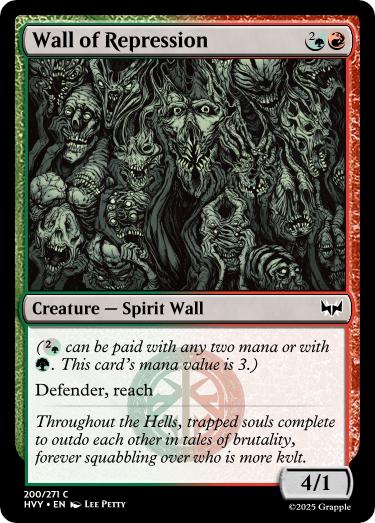 Wall of Repression
2
Creature — Spirit Wall
(2 can be paid with any two mana or with
. This card's mana value is 3.)
Defender, reach
Throughout the Hells, trapped souls complete
to outdo each other in tales of brutality,
forever squabbling over who is more kvlt.
4/1
200/271 C
HVY • EN Lee Petty
©2025 Grapple